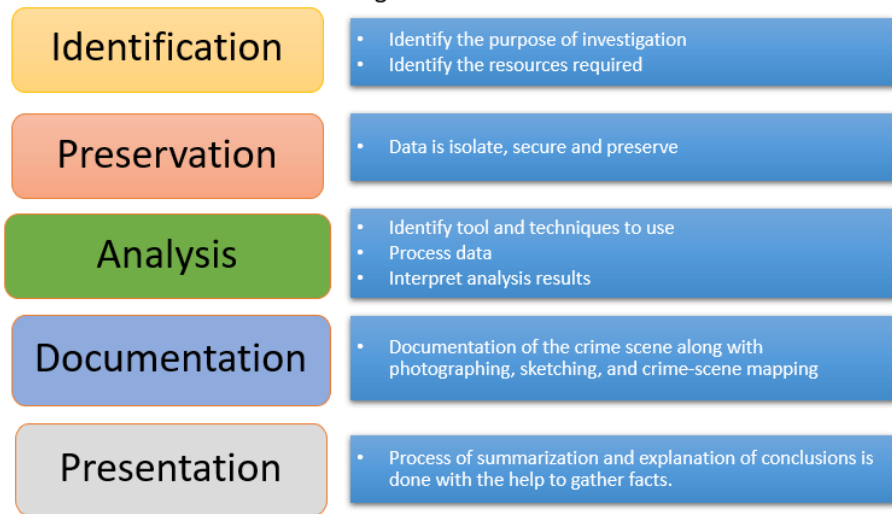 Identification
• Identify the purpose of investigation
• Identify the resources required
Preservation
• Data is isolate, secure and preserve
Analysis
• Identify tool and techniques to use
• Process data
• Interpret analysis results
Documentation
• Documentation of the crime scene along with
photographing, sketching, and crime-scene mapping
Presentation
• Process of summarization and explanation of conclusions is
done with the help to gather facts.